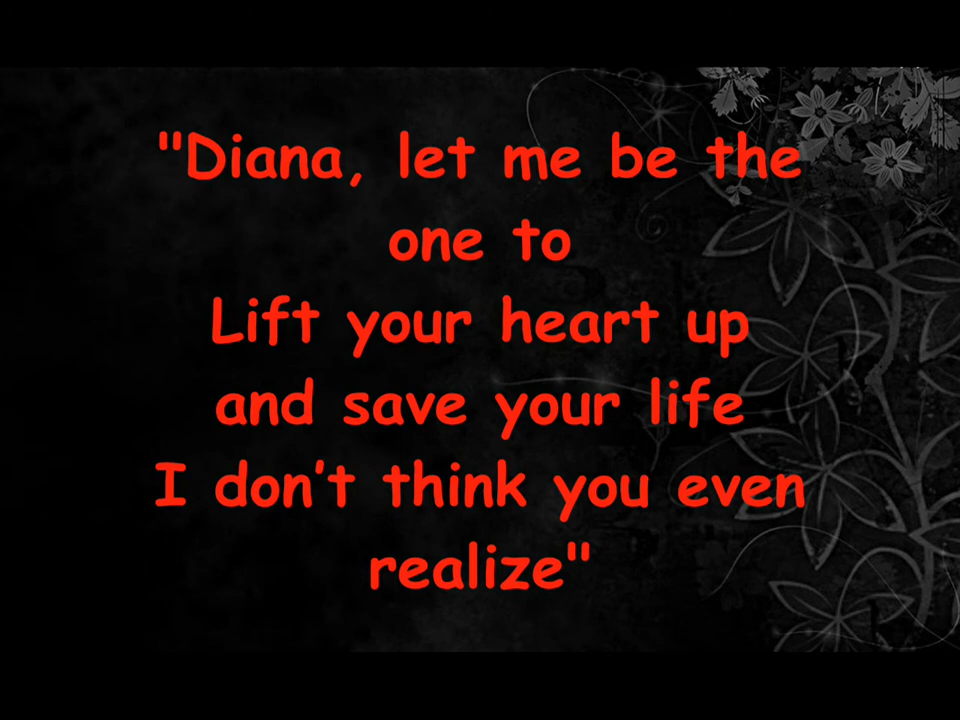 "Diana, let me be the
one to
Lift your heart up
and save your life
I don't think you even
realize"